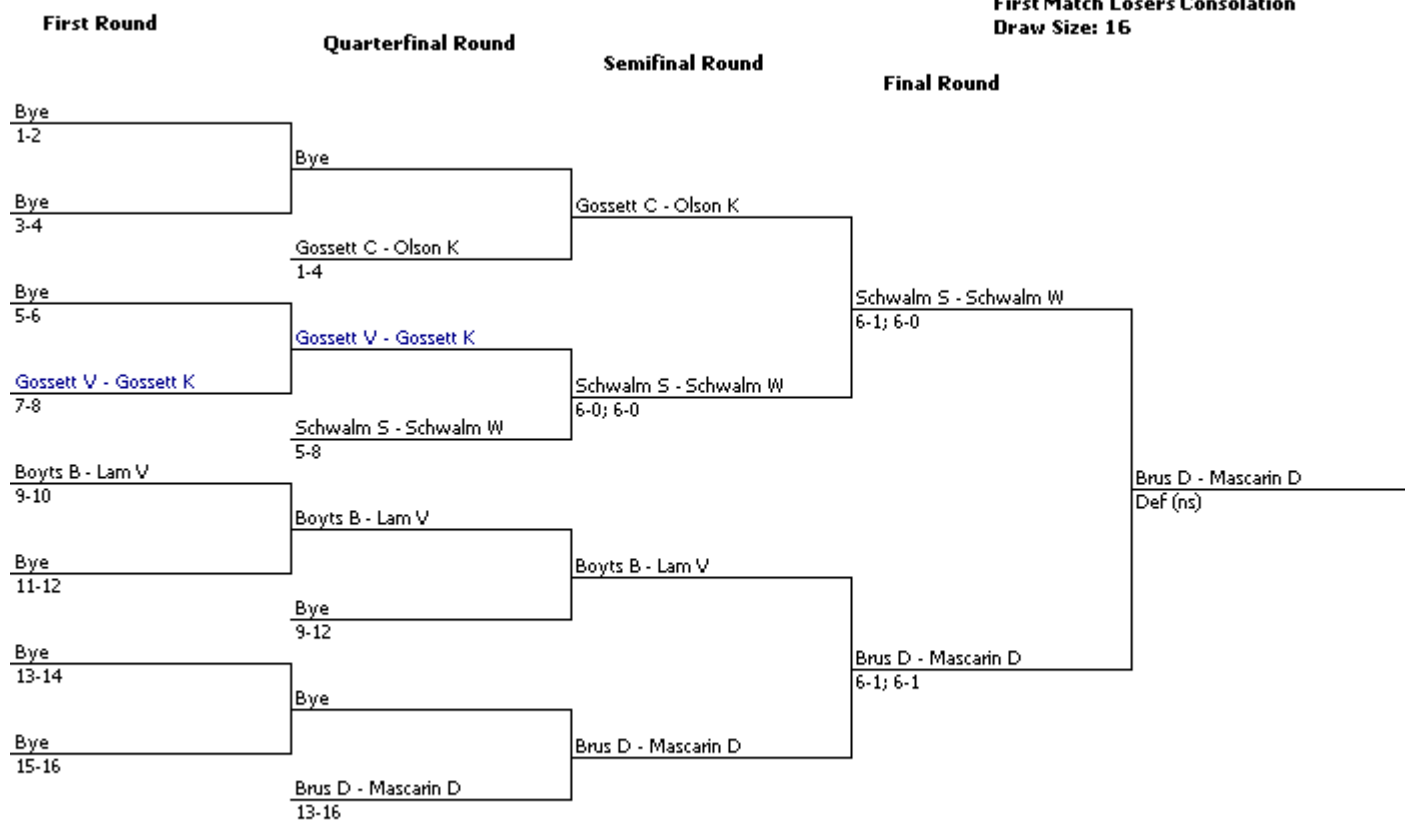 First Match Losers Consolation
Draw Size: 16
First Round
Quarterfinal Round
Semifinal Round
Final Round
Bye
1-2
Bye
3-4
Bye
5-6
Gossett V - Gossett K
7-8
Boyts B - Lam V
9-10
Bye
11-12
Bye
13-14
Bye
15-16
Bye
Gossett C - Olson K
1-4
Gossett V - Gossett K
Schwalm S - Schwalm W
5-8
Boyts B - Lam V
Bye
9-12
Bye
Brus D - Mascarin D
13-16
Gossett C - Olson K
Schwalm S - Schwalm W
6-0; 6-0
Boyts B - Lam V
Brus D - Mascarin D
Schwalm S - Schwalm W
6-1; 6-0
Brus D - Mascarin D
6-1; 6-1
Brus D - Mascarin D
Def (ns)